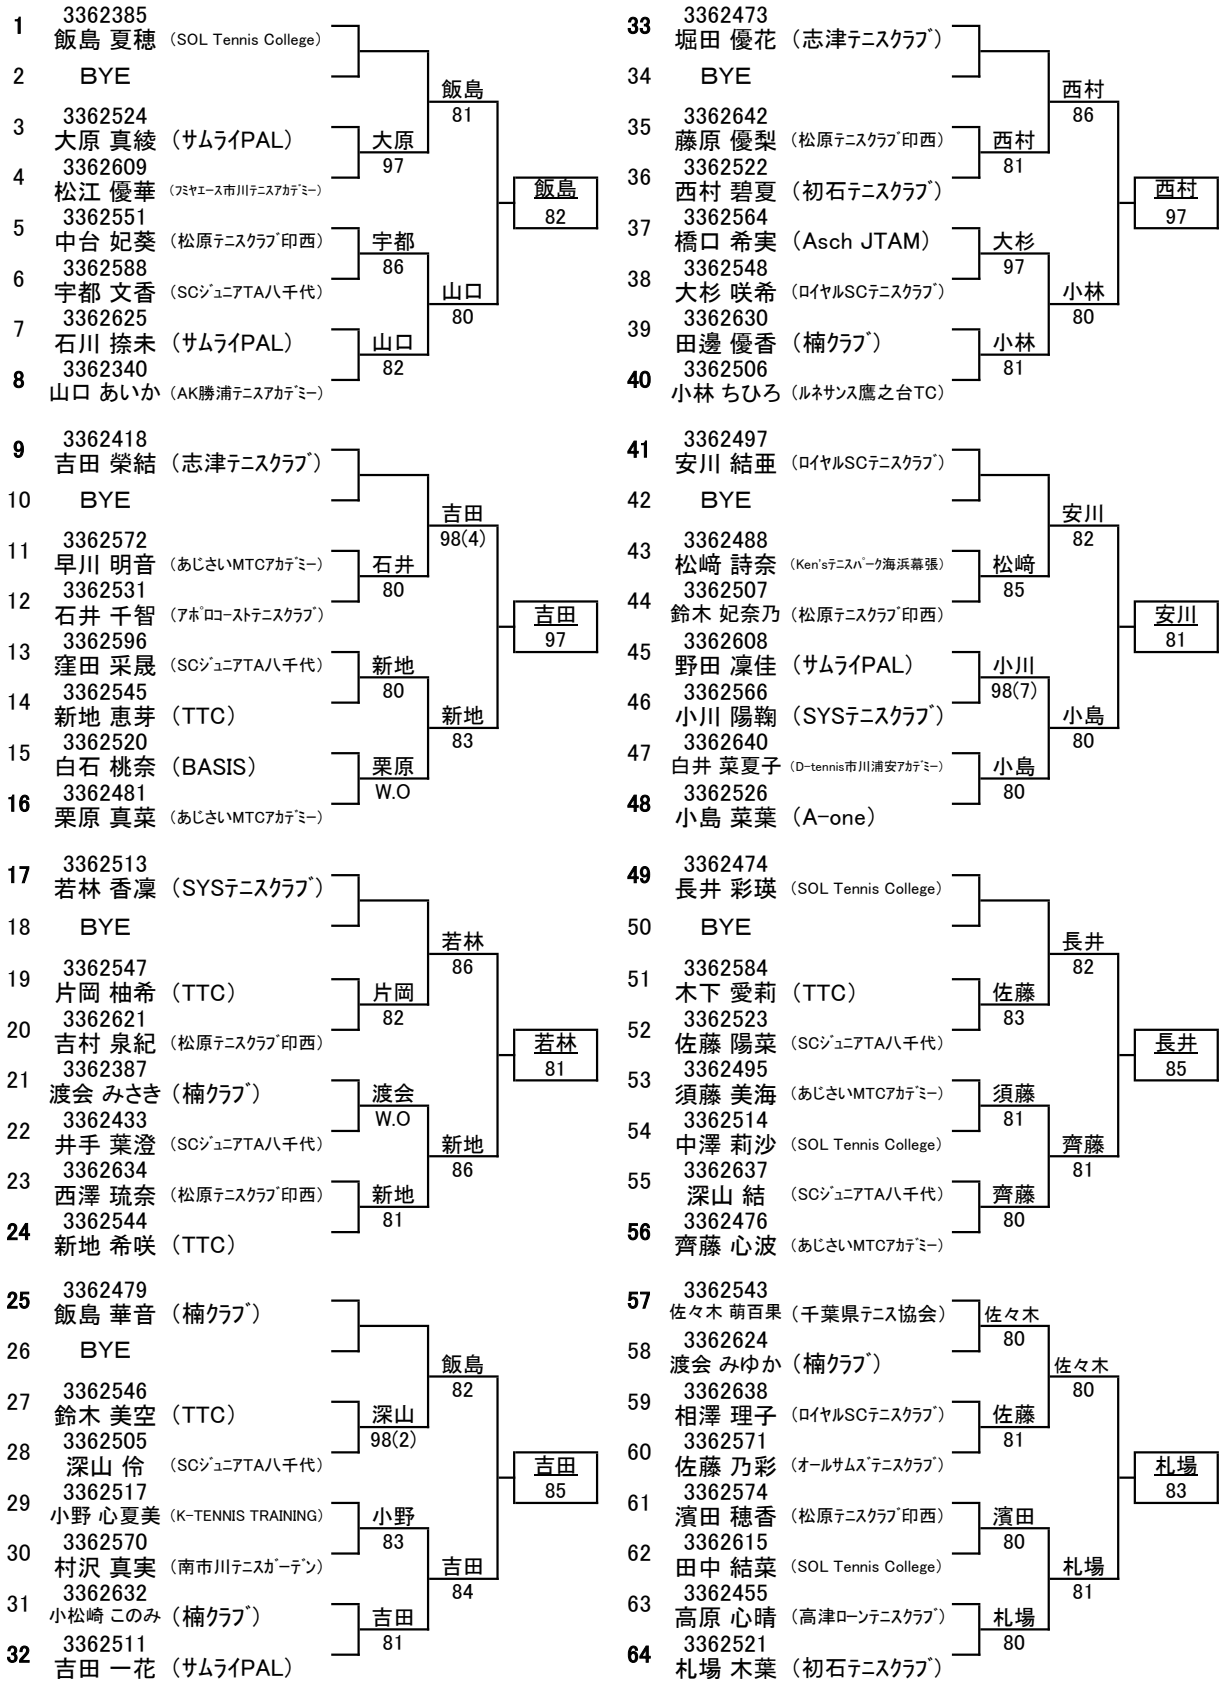 3362385
1 飯島 夏穂 (SOL Tennis College)
2 BYE
飯島
81
3362524
3 大原 真綾 (サムライPAL)
大原
97
3362609
4 松江 優華 (フミヤエース市川テニスアカデミー)
飯島
82
3362551
5 中台 妃葵 (松原テニスクラブ印西)
宇都
86
3362588
6 宇都 文香 (SCジュニアTA八千代)
山口
80
3362625
7 石川 捺未 (サムライPAL)
山口
82
3362340
8 山口 あいか (AK勝浦テニスアカデミー)
3362418
9 吉田 榮結 (志津テニスクラブ)
10 BYE
吉田
98(4)
3362572
11 早川 明音 (あじさいMTCアカデミー)
石井
80
3362531
12 石井 千智 (アポロコーストテニスクラブ)
吉田
97
3362596
13 窪田 采晟 (SCジュニアTA八千代)
新地
80
3362545
14 新地 恵芽 (TTC)
新地
83
3362520
15 白石 桃奈 (BASIS)
栗原
W.O
3362481
16 栗原 真菜 (あじさいMTCアカデミー)
3362513
17 若林 香凜 (SYSテニスクラブ)
18 BYE
若林
86
3362547
19 片岡 柚希 (TTC)
片岡
82
3362621
20 吉村 泉紀 (松原テニスクラブ印西)
若林
81
3362387
21 渡会 みさき (楠クラブ)
渡会
W.O
3362433
22 井手 葉澄 (SCジュニアTA八千代)
新地
86
3362634
23 西澤 琉奈 (松原テニスクラブ印西)
新地
81
3362544
24 新地 希咲 (TTC)
3362479
25 飯島 華音 (楠クラブ)
26 BYE
飯島
82
3362546
27 鈴木 美空 (TTC)
深山
98(2)
3362505
28 深山 伶 (SCジュニアTA八千代)
吉田
85
3362517
29 小野 心夏美 (K-TENNIS TRAINING)
小野
83
3362570
30 村沢 真実 (南市川テニスガーデン)
吉田
84
3362632
31 小松崎 このみ (楠クラブ)
吉田
81
3362511
32 吉田 一花 (サムライPAL)
3362473
33 堀田 優花 (志津テニスクラブ)
34 BYE
西村
86
3362642
35 藤原 優梨 (松原テニスクラブ印西)
西村
81
3362522
36 西村 碧夏 (初石テニスクラブ)
西村
97
3362564
37 橋口 希実 (Asch JTAM)
大杉
97
3362548
38 大杉 咲希 (ロイヤルSCテニスクラブ)
小林
80
3362630
39 田邊 優香 (楠クラブ)
小林
81
3362506
40 小林 ちひろ (ルネサンス鷹之台TC)
3362497
41 安川 結亜 (ロイヤルSCテニスクラブ)
42 BYE
安川
82
3362488
43 松﨑 詩奈 (Ken'sテニスパーク海浜幕張)
松﨑
85
3362507
44 鈴木 妃奈乃 (松原テニスクラブ印西)
安川
81
3362608
45 野田 凜佳 (サムライPAL)
小川
98(7)
3362566
46 小川 陽鞠 (SYSテニスクラブ)
小島
80
3362640
47 白井 菜夏子 (D-tennis市川浦安アカデミー)
小島
80
3362526
48 小島 菜葉 (A-one)
3362474
49 長井 彩瑛 (SOL Tennis College)
50 BYE
長井
82
3362584
51 木下 愛莉 (TTC)
佐藤
83
3362523
52 佐藤 陽菜 (SCジュニアTA八千代)
長井
85
3362495
53 須藤 美海 (あじさいMTCアカデミー)
須藤
81
3362514
54 中澤 莉沙 (SOL Tennis College)
齊藤
81
3362637
55 深山 結 (SCジュニアTA八千代)
齊藤
80
3362476
56 齊藤 心波 (あじさいMTCアカデミー)
3362543
57 佐々木 萌百果 (千葉県テニス協会)
佐々木
80
3362624
58 渡会 みゆか (楠クラブ)
佐々木
80
3362638
59 相澤 理子 (ロイヤルSCテニスクラブ)
佐藤
81
3362571
60 佐藤 乃彩 (オールサムズテニスクラブ)
札場
83
3362574
61 濱田 穂香 (松原テニスクラブ印西)
濱田
80
3362615
62 田中 結菜 (SOL Tennis College)
札場
81
3362455
63 高原 心晴 (高津ローンテニスクラブ)
札場
80
3362521
64 札場 木葉 (初石テニスクラブ)